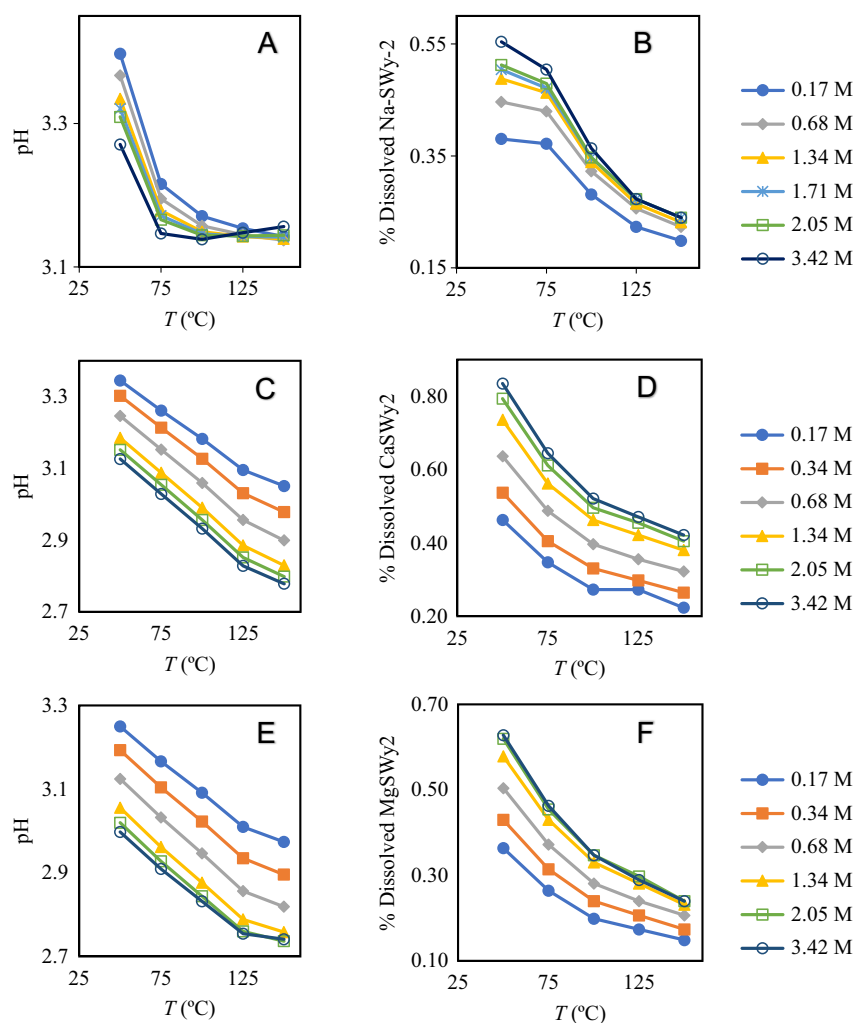 A
pH
3.3
3.1
25
75
125
T (ºC)
B
% Dissolved Na-SWy-2
0.55
0.35
0.15
25
75
125
T (ºC)
0.17 M
0.68 M
1.34 M
1.71 M
2.05 M
3.42 M
C
pH
3.3
3.1
2.9
2.7
25
75
125
T (ºC)
D
% Dissolved CaSWy2
0.80
0.60
0.40
0.20
25
75
125
T (ºC)
0.17 M
0.34 M
0.68 M
1.34 M
2.05 M
3.42 M
E
pH
3.3
3.1
2.9
2.7
25
75
125
T (ºC)
F
% Dissolved MgSWy2
0.70
0.50
0.30
0.10
25
75
125
T (ºC)
0.17 M
0.34 M
0.68 M
1.34 M
2.05 M
3.42 M